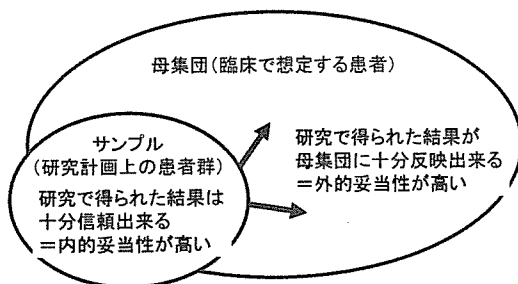 母集団(臨床で想定する患者)
サンプル
(研究計画上の患者群)
研究で得られた結果は
十分信頼出来る
=内的妥当性が高い
研究で得られた結果が
母集団に十分反映出来る
=外的妥当性が高い